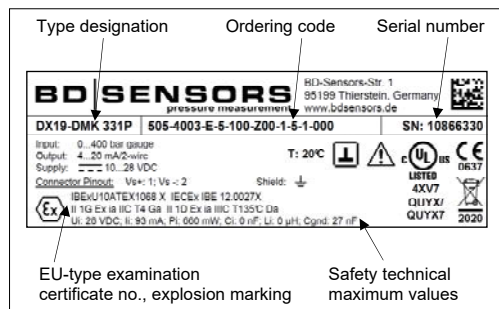 Type designation Ordering code Serial number
BD|SENSORS
pressure measurement
BD-Sensors-Str. 1
95199 Thierstein, Germany
www.bdsensors.de
DX19-DMK 331P 505-4003-E-5-100-Z00-1-5-1-000 SN: 10866330
Input: 0...400 bar gauge
Output: 4...20 mA/2-wire
Supply: 10...28 VDC
T: 20°C
Connector Pinout: Vs+: 1; Vs -: 2 Shield:
IBExU10ATEX1068 X IECEx IBE 12.0027X
II 1G Ex ia IIC T4 Ga II 1D Ex ia IIIC T135°C Da
Ui: 28 VDC, Ii: 93 mA, Pi: 660 mW; Ci: 0 nF; Li: 0 µH; Cgnd: 27 nF
Ex
c UL us
LISTED
4XV7
QUYX/
QUYX7
CE
0637
2020
EU-type examination
certificate no., explosion marking
Safety technical
maximum values